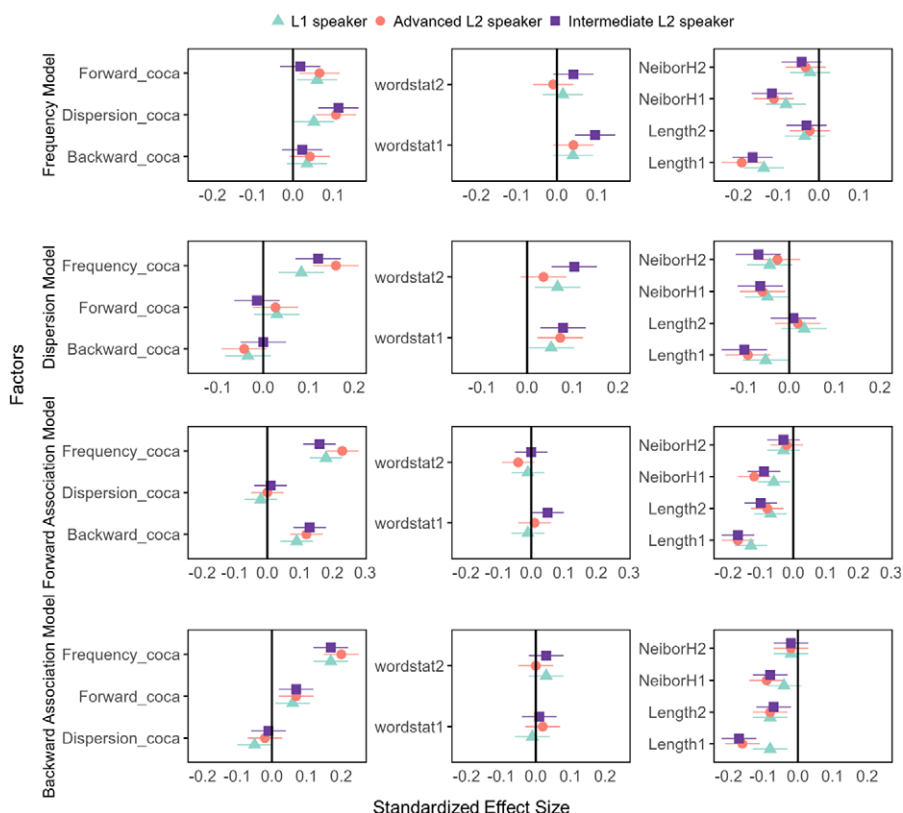 L1 speaker Advanced L2 speaker Intermediate L2 speaker
Factors
Frequency Model
Forward_coca
Dispersion_coca
Backward_coca
-0.2 -0.1 0.0 0.1
wordstat2
wordstat1
-0.2 -0.1 0.0 0.1
NeiborH2
NeiborH1
Length2
Length1
-0.2 -0.1 0.0 0.1
Dispersion Model
Frequency_coca
Forward_coca
Backward_coca
-0.1 0.0 0.1 0.2
wordstat2
wordstat1
-0.1 0.0 0.1 0.2
NeiborH2
NeiborH1
Length2
Length1
-0.1 0.0 0.1 0.2
Forward Association Model
Frequency_coca
Dispersion_coca
Backward_coca
-0.2 -0.1 0.0 0.1 0.2 0.3
wordstat2
wordstat1
-0.2 -0.1 0.0 0.1 0.2 0.3
NeiborH2
NeiborH1
Length2
Length1
-0.2 -0.1 0.0 0.1 0.2 0.3
Backward Association Model
Frequency_coca
Forward_coca
Dispersion_coca
-0.2 -0.1 0.0 0.1 0.2
wordstat2
wordstat1
-0.2 -0.1 0.0 0.1 0.2
NeiborH2
NeiborH1
Length2
Length1
-0.2 -0.1 0.0 0.1 0.2
Standardized Effect Size